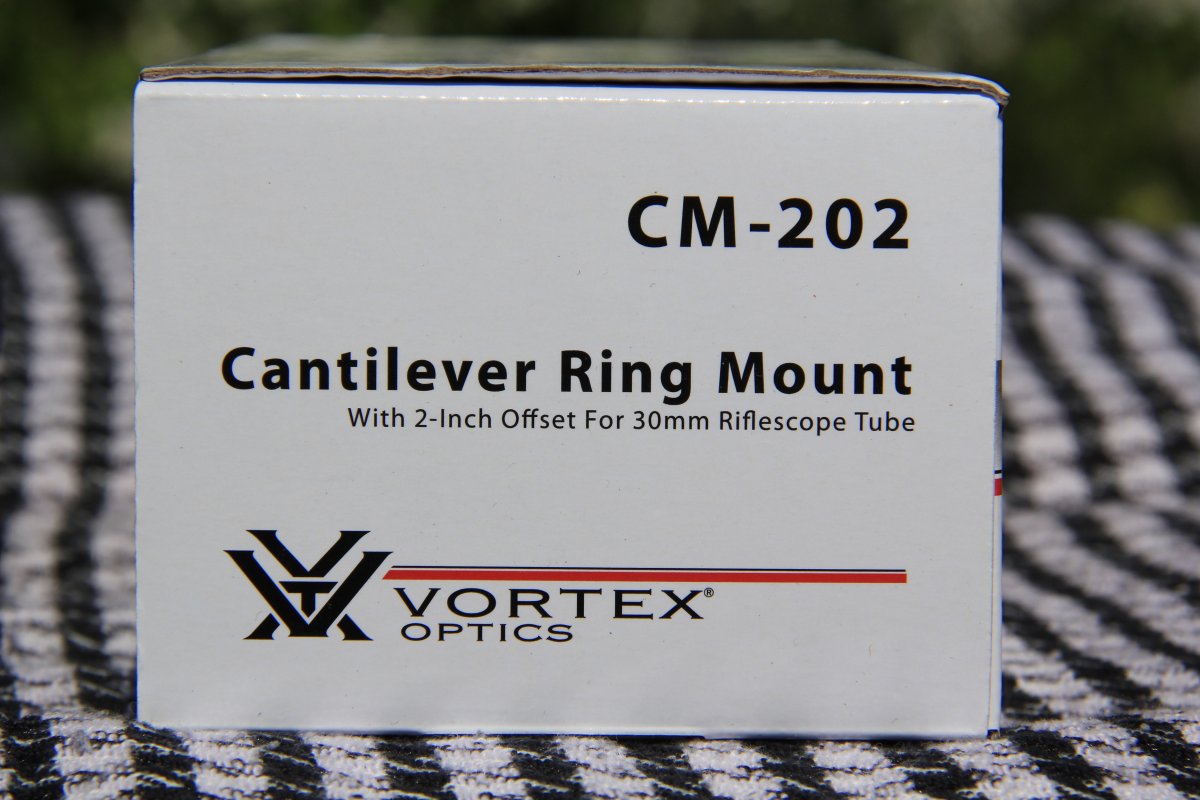 CM-202
Cantilever Ring Mount
With 2-Inch Offset For 30mm Riflescope Tube
VORTEX®
OPTICS